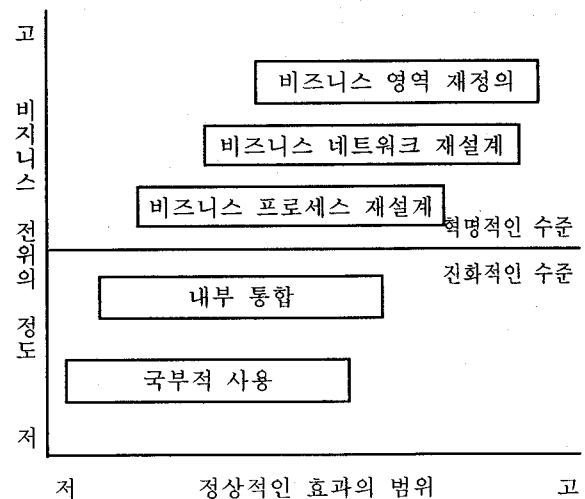 고
비즈니스 영역 재정의
비즈니스 네트워크 재설계
비즈니스 프로세스 재설계
혁명적인 수준
진화적인 수준
내부 통합
국부적 사용
비지니스 전위의 정도
저
저 정상적인 효과의 범위 고